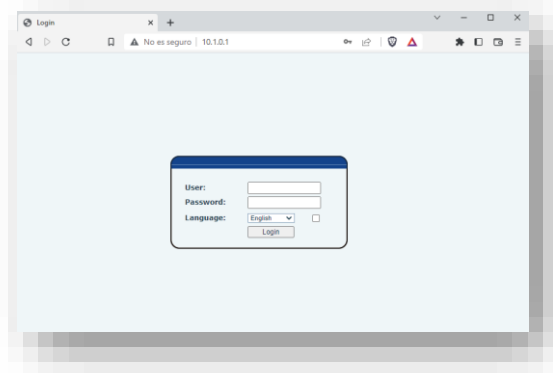 Login
No es seguro 10.1.0.1
User:
Password:
Language: English
Login